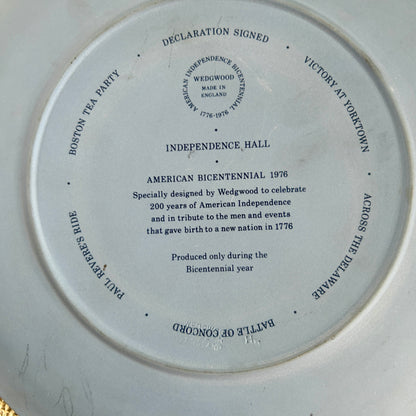 DECLARATION SIGNED
VICTORY AT YORKTOWN
ACROSS THE DELAWARE
BATTLE OF CONCORD
PAUL REVERE'S RIDE
BOSTON TEA PARTY
AMERICAN INDEPENDENCE BICENTENNIAL
1776-1976
WEDGWOOD
MADE IN
ENGLAND
INDEPENDENCE HALL
AMERICAN BICENTENNIAL 1976
Specially designed by Wedgwood to celebrate
200 years of American Independence
and in tribute to the men and events
that gave birth to a new nation in 1776
Produced only during the
Bicentennial year